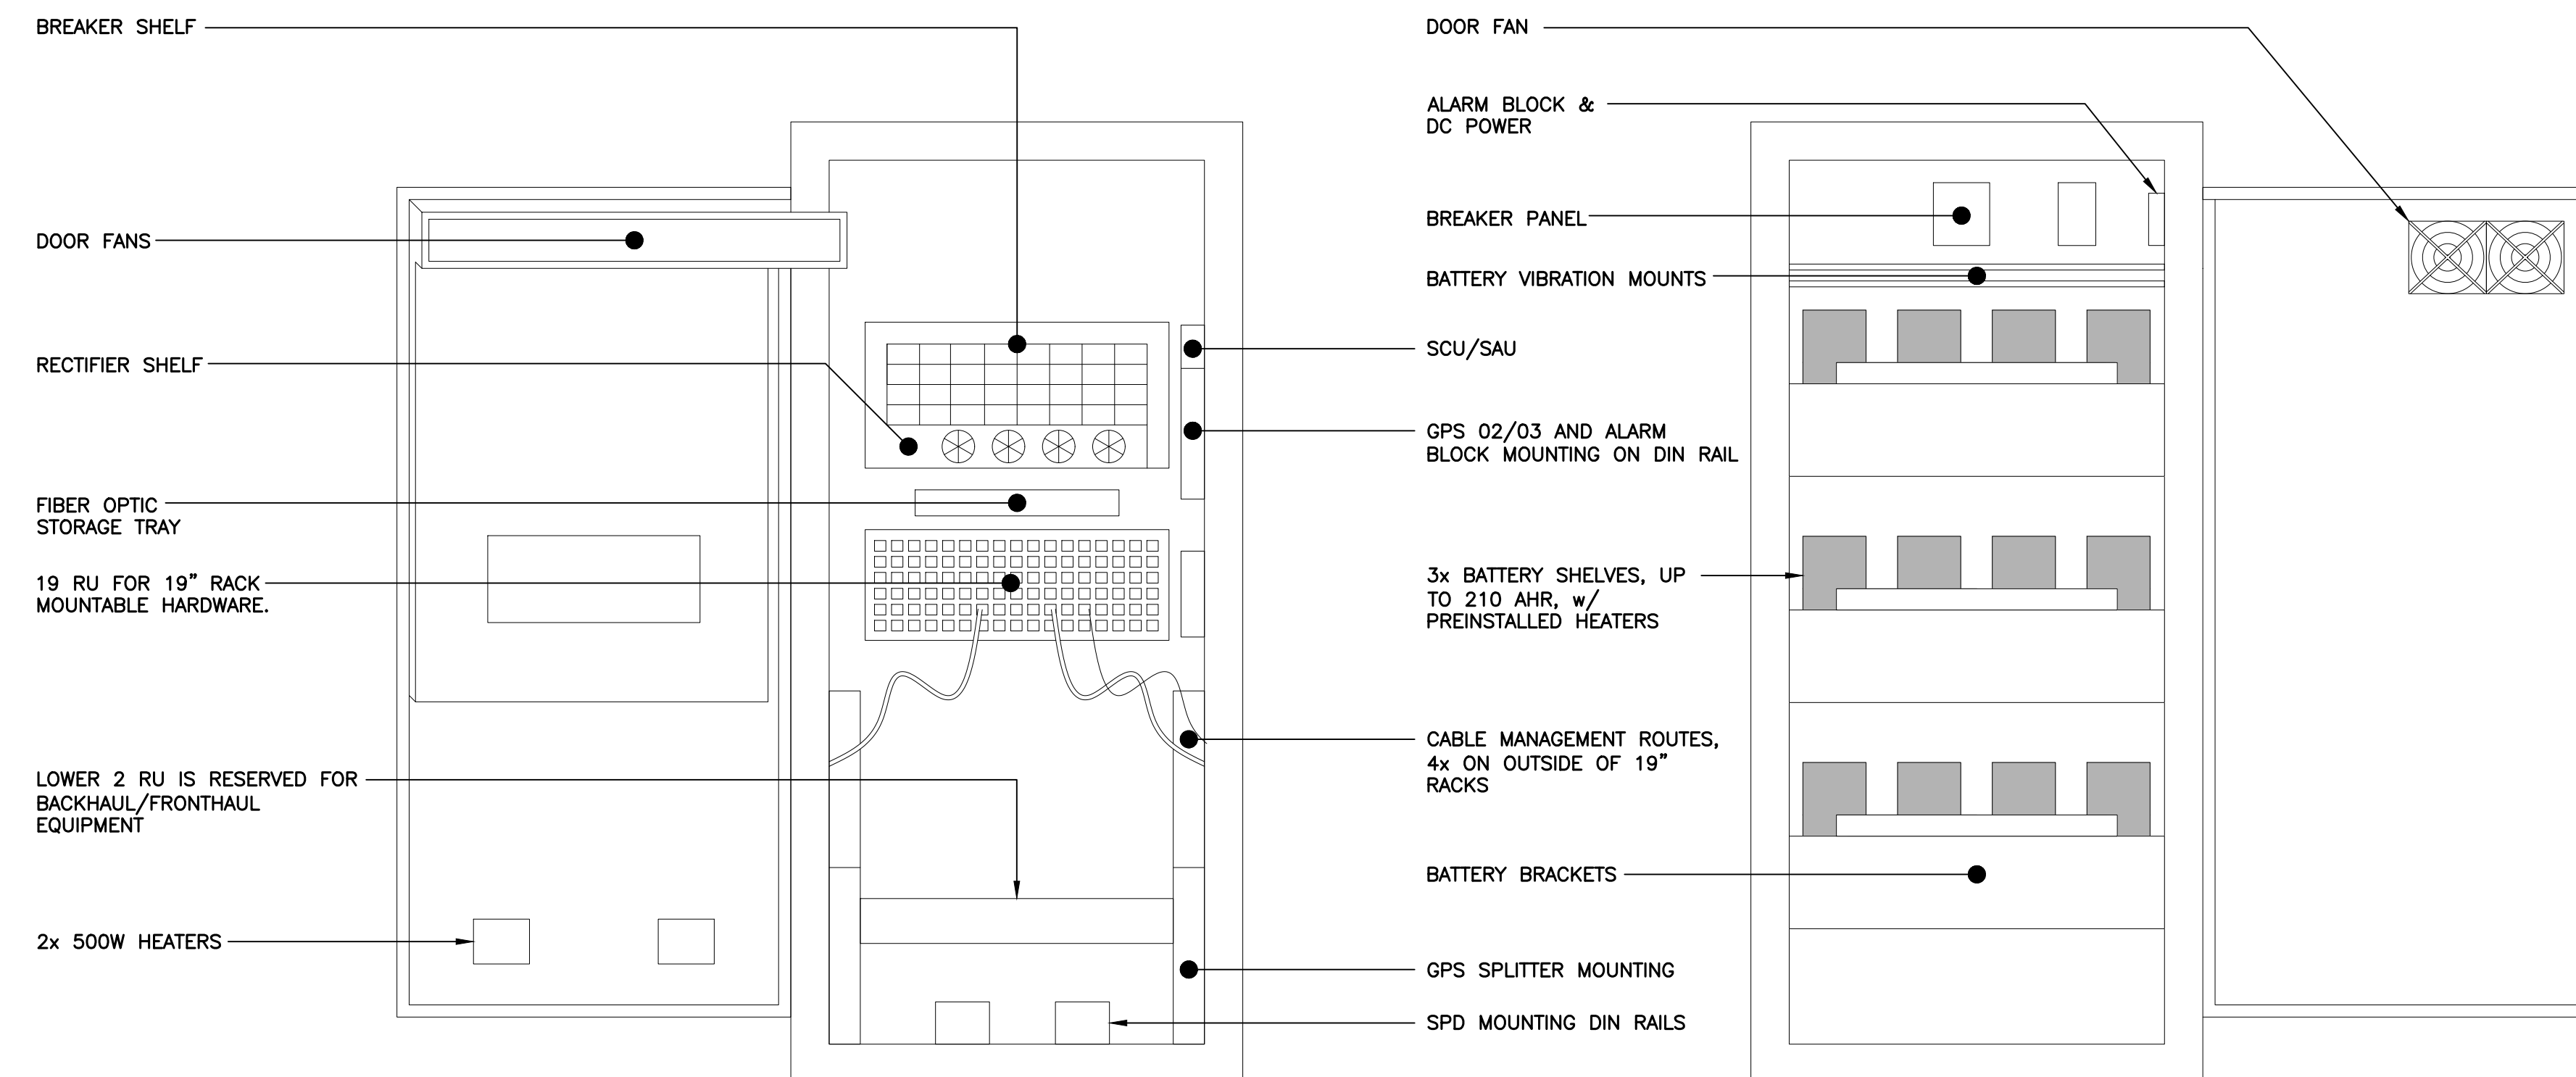 BREAKER SHELF
DOOR FANS
RECTIFIER SHELF
FIBER OPTIC
STORAGE TRAY
19 RU FOR 19” RACK
MOUNTABLE HARDWARE.
LOWER 2 RU IS RESERVED FOR
BACKHAUL/FRONTHAUL
EQUIPMENT
2x 500W HEATERS
DOOR FAN
ALARM BLOCK &
DC POWER
BREAKER PANEL
BATTERY VIBRATION MOUNTS
SCU/SAU
GPS 02/03 AND ALARM
BLOCK MOUNTING ON DIN RAIL
3x BATTERY SHELVES, UP
TO 210 AHR, w/
PREINSTALLED HEATERS
CABLE MANAGEMENT ROUTES,
4x ON OUTSIDE OF 19”
RACKS
BATTERY BRACKETS
GPS SPLITTER MOUNTING
SPD MOUNTING DIN RAILS